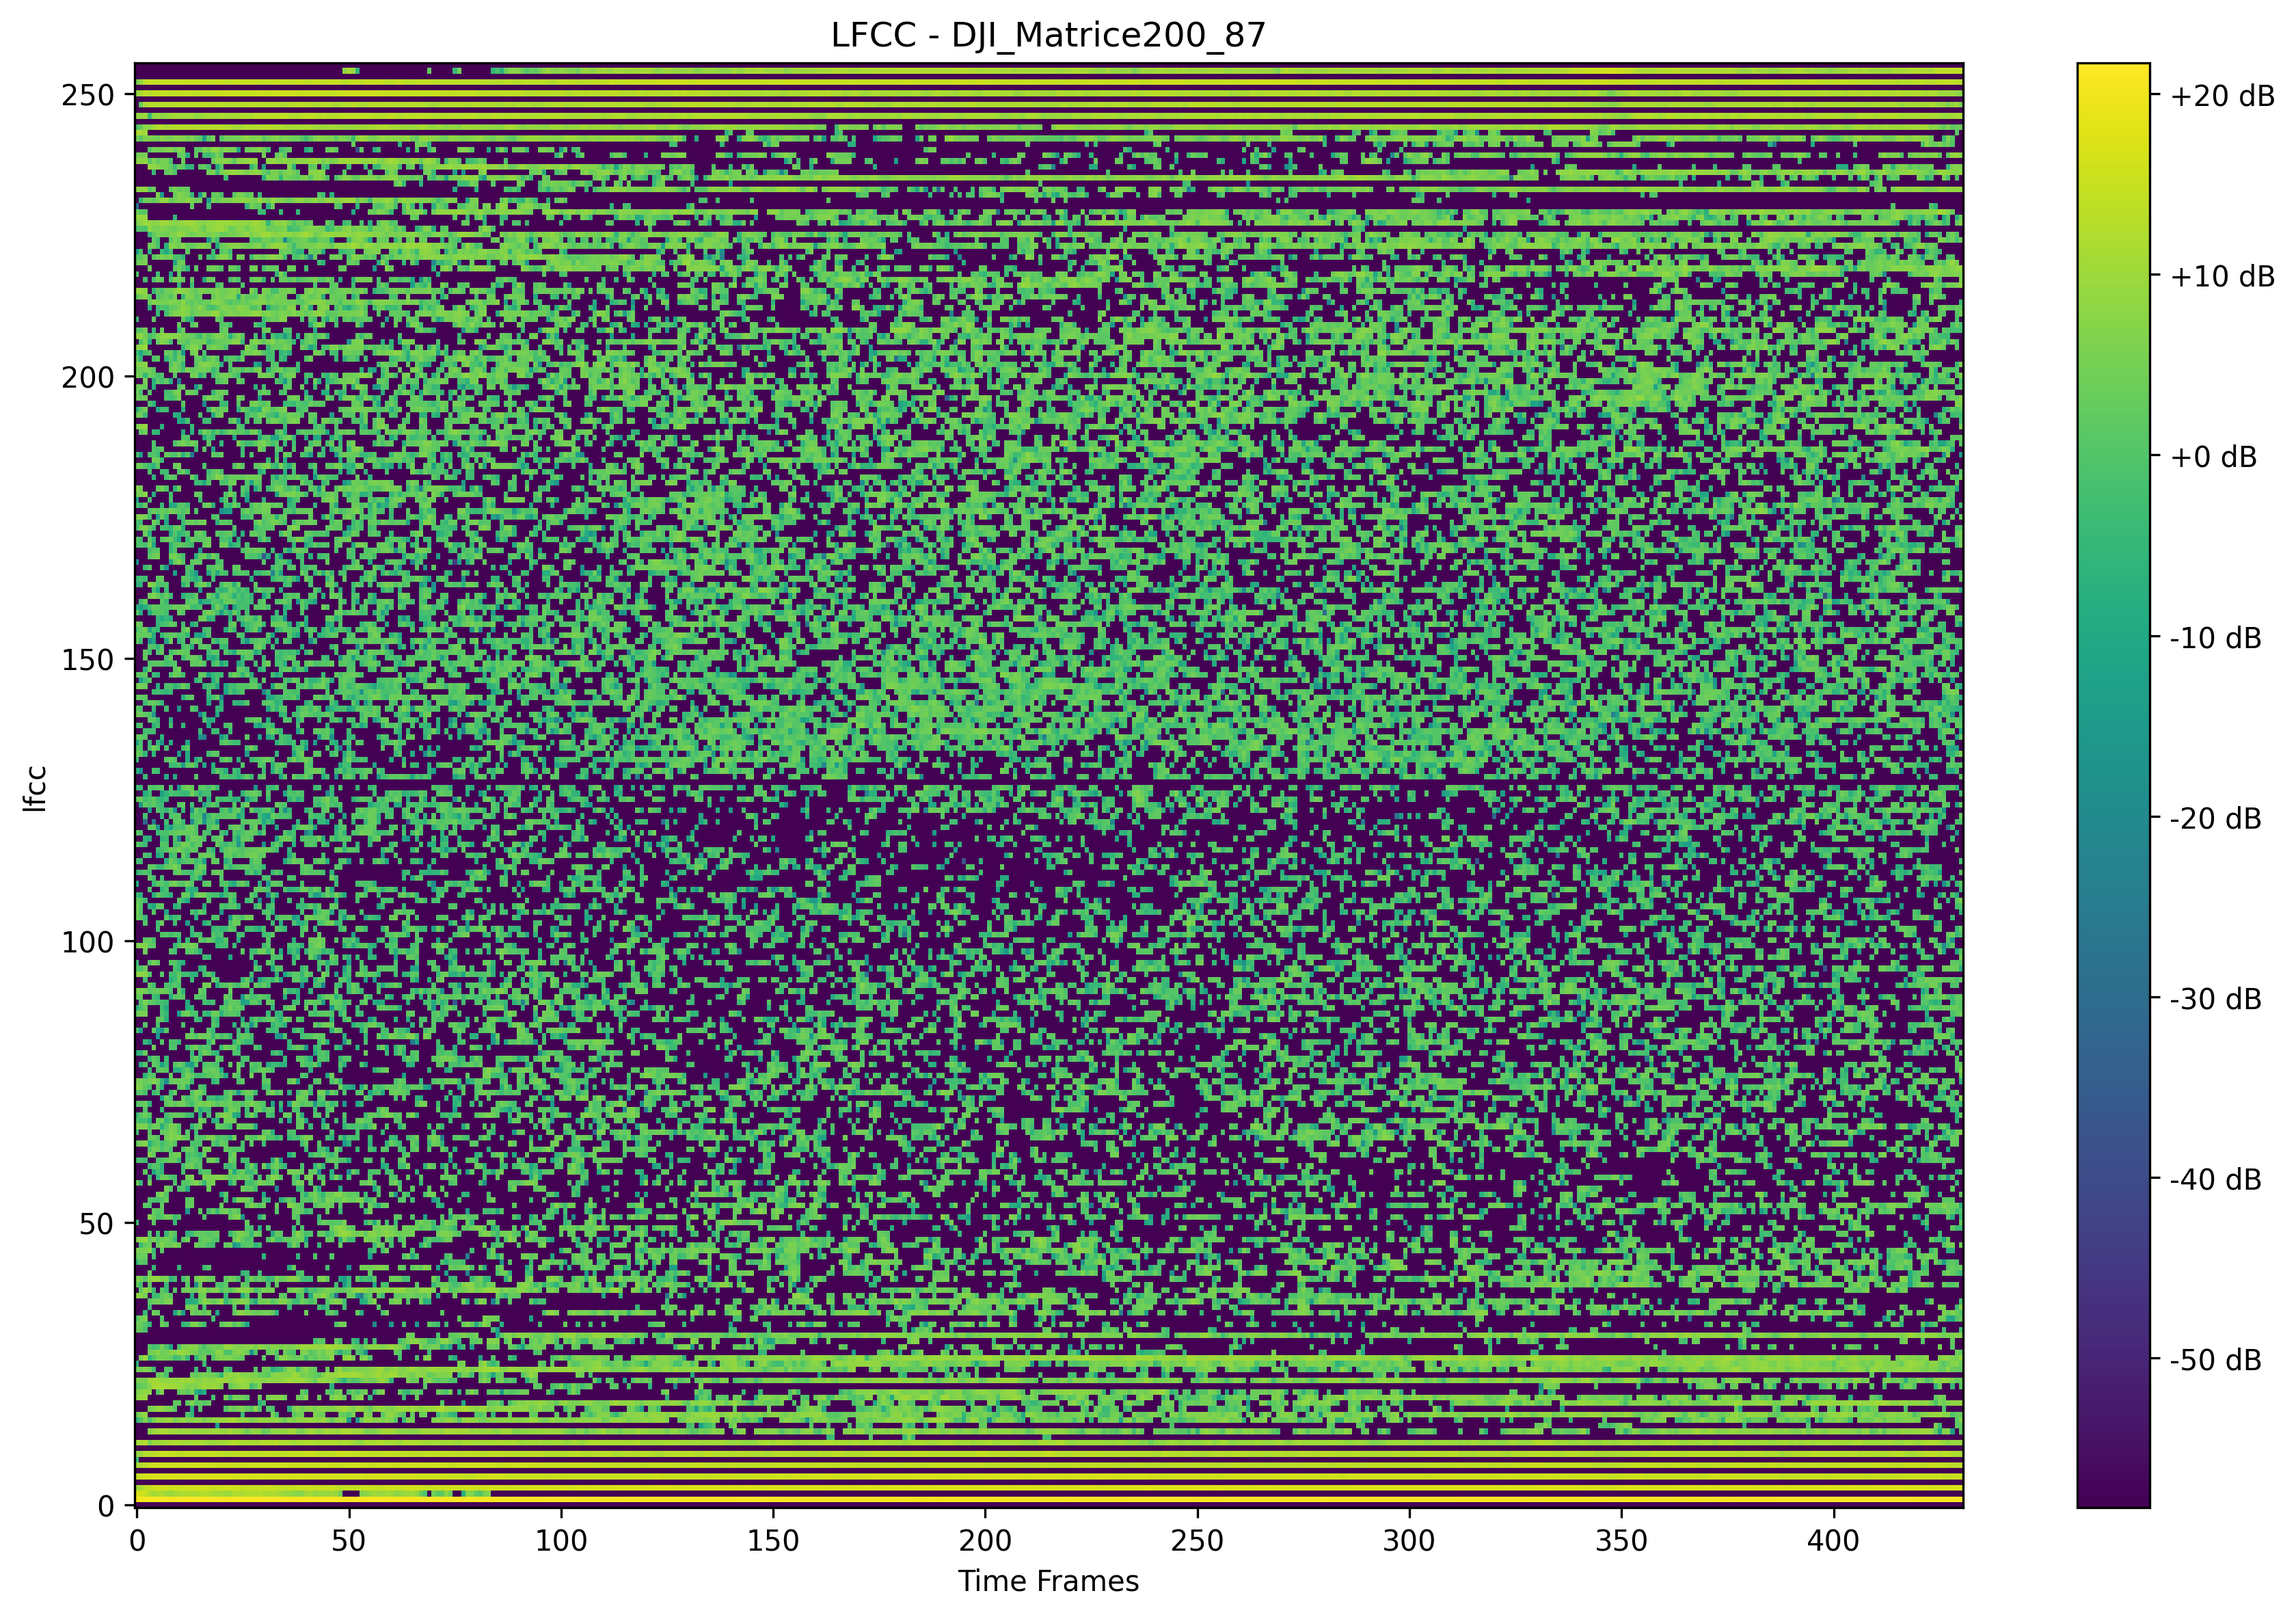 LFCC - DJI_Matrice200_87
lfcc
250
200
150
100
50
0
0 50 100 150 200 250 300 350 400
Time Frames
+20 dB
+10 dB
+0 dB
-10 dB
-20 dB
-30 dB
-40 dB
-50 dB